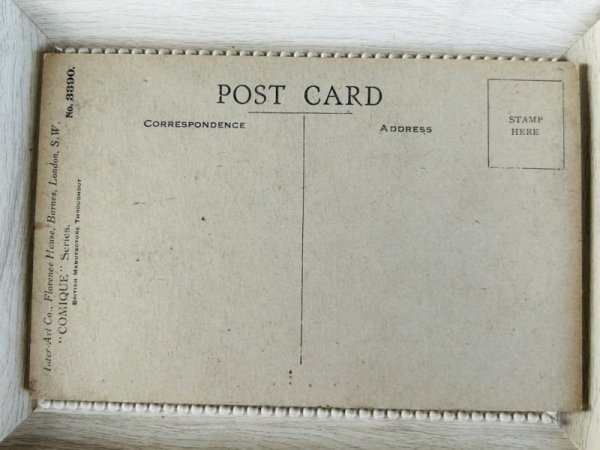 POST CARD
CORRESPONDENCE
ADDRESS
STAMP
HERE
Inter-Art Co., Florence House, Barnes, London, S.W.
"COMIQUE" Series.
BRITISH MANUFACTURE THROUGHOUT
No. 3390.